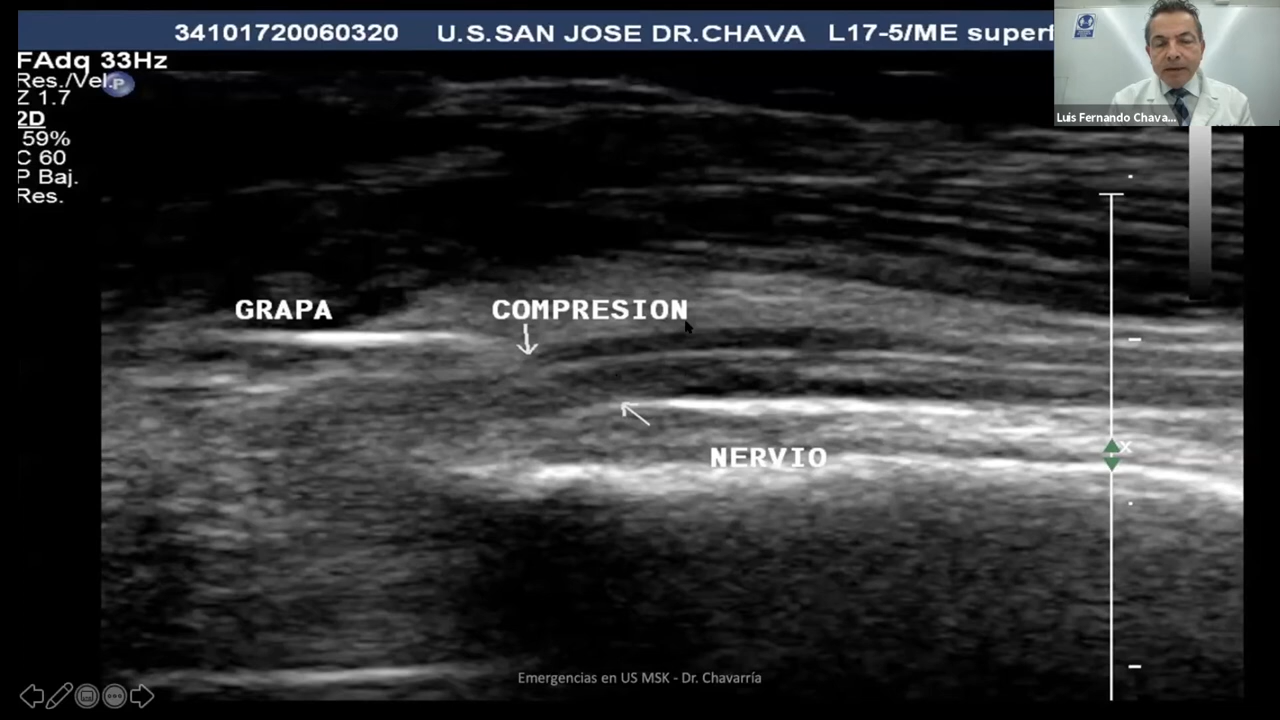 34101720060320 U.S.SAN JOSE DR.CHAVA L17-5/ME superf
FAdq 33Hz
Res./Vel.
P
Z 1.7
2D
59%
C 60
P Baj.
Res.
Luis Fernando Chava...
GRAPA
COMPRESION
NERVIO
x
Emergencias en US MSK - Dr. Chavarría